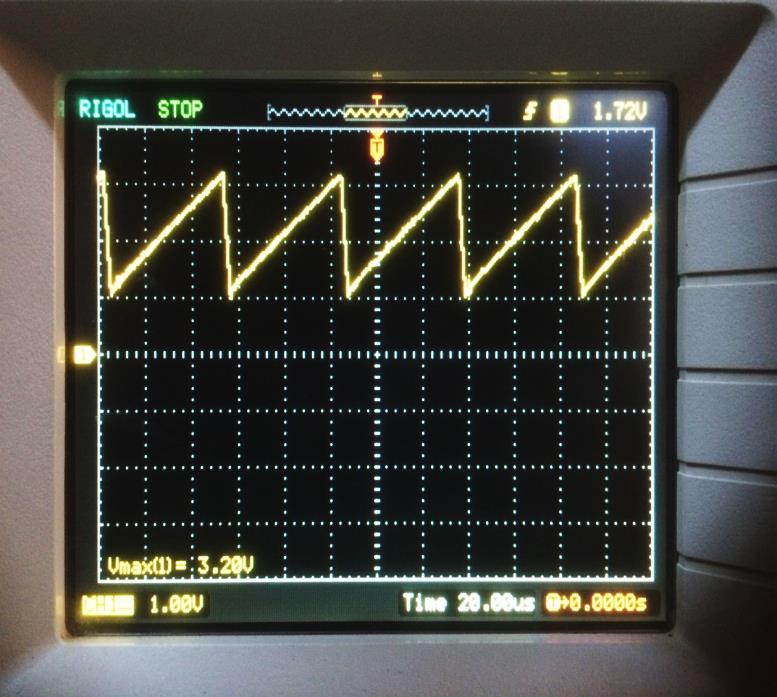 RIGOL STOP 1.72V
T
T
Vmax(1)= 3.20V
1.00V Time 20.00us T→0.0000s